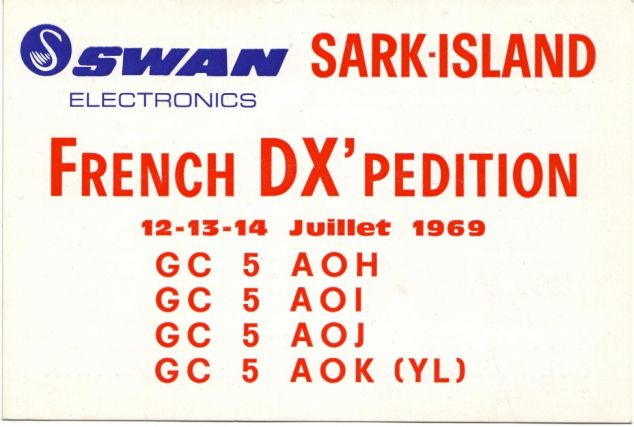 SWAN SARK-ISLAND
ELECTRONICS
FRENCH DX'PEDITION
12-13-14 Juillet 1969
GC 5 AOH
GC 5 AOI
GC 5 AOJ
GC 5 AOK (YL)